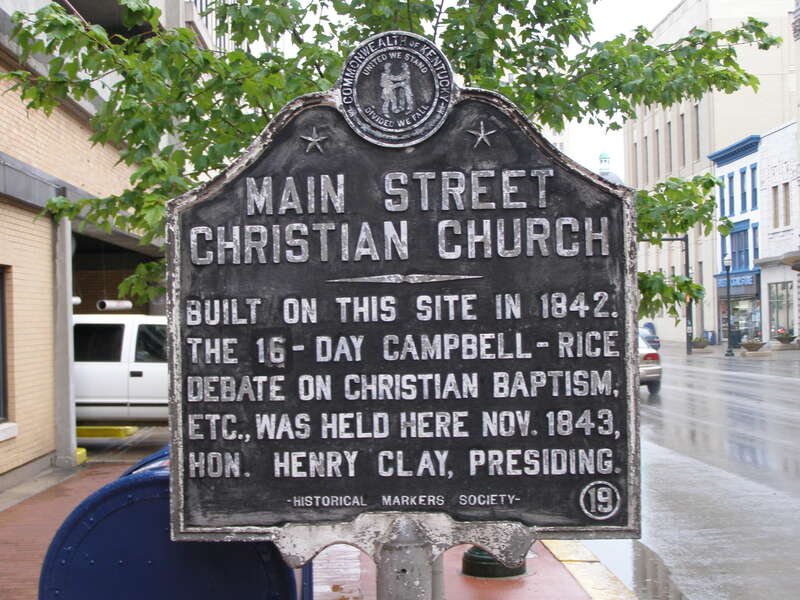 COMMONWEALTH OF KENTUCKY
UNITED WE STAND
DIVIDED WE FALL
MAIN STREET
CHRISTIAN CHURCH
BUILT ON THIS SITE IN 1842.
THE 16-DAY CAMPBELL-RICE
DEBATE ON CHRISTIAN BAPTISM,
ETC., WAS HELD HERE NOV. 1843,
HON. HENRY CLAY, PRESIDING.
-HISTORICAL MARKERS SOCIETY-
19